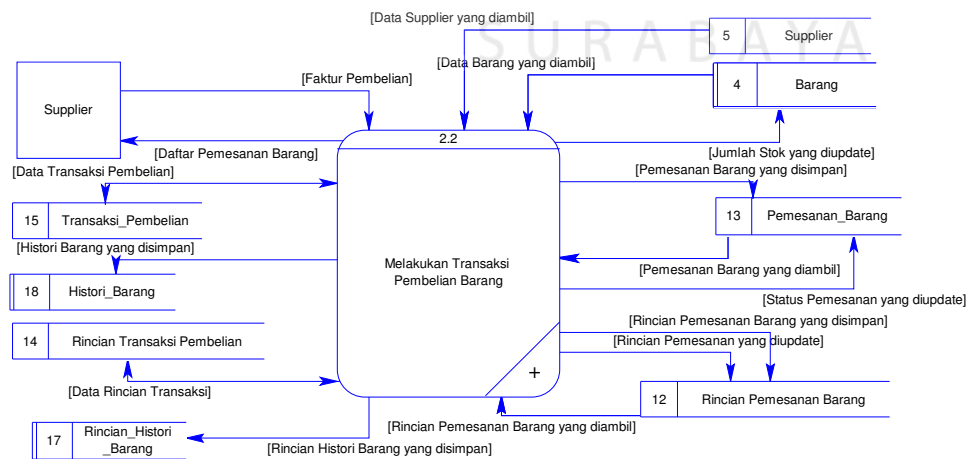 [Data Supplier yang diambil]
SURABAYA
5 Supplier
[Data Barang yang diambil]
4 Barang
[Faktur Pembelian]
Supplier
2.2
[Daftar Pemesanan Barang]
[Jumlah Stok yang diupdate]
[Data Transaksi Pembelian]
[Pemesanan Barang yang disimpan]
15 Transaksi_Pembelian
13 Pemesanan_Barang
[Histori Barang yang disimpan]
Melakukan Transaksi
Pembelian Barang
[Pemesanan Barang yang diambil]
18 Histori_Barang
[Status Pemesanan yang diupdate]
[Rincian Pemesanan Barang yang disimpan]
14 Rincian Transaksi Pembelian
[Rincian Pemesanan yang diupdate]
+
[Data Rincian Transaksi]
12 Rincian Pemesanan Barang
[Rincian Pemesanan Barang yang diambil]
17 Rincian_Histori
_Barang
[Rincian Histori Barang yang disimpan]